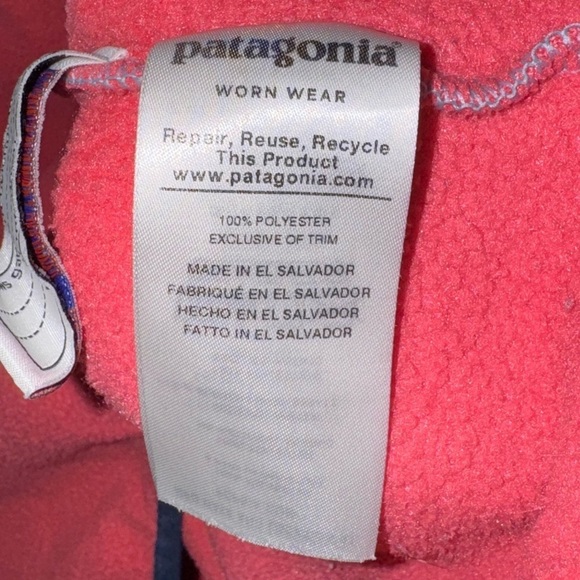 patagonia®
WORN WEAR
Repair, Reuse, Recycle
This Product
www.patagonia.com
100% POLYESTER
EXCLUSIVE OF TRIM
MADE IN EL SALVADOR
FABRIQUÉ EN EL SALVADOR
HECHO EN EL SALVADOR
FATTO IN EL SALVADOR